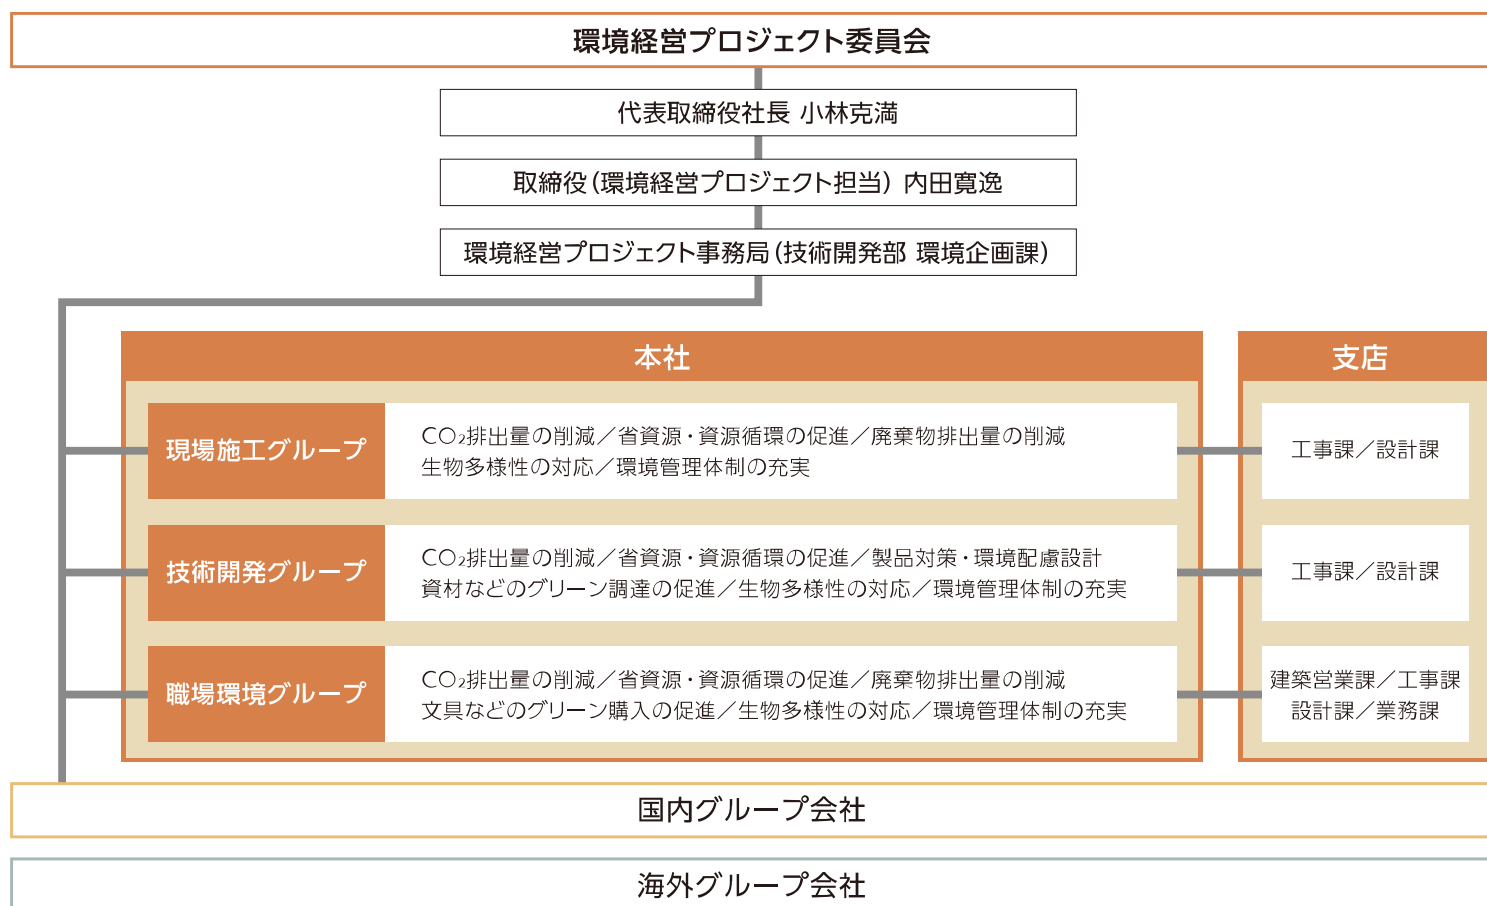 環境経営プロジェクト委員会
代表取締役社長 小林克満
取締役(環境経営プロジェクト担当) 内田寛逸
環境経営プロジェクト事務局(技術開発部 環境企画課)
本社
支店
現場施工グループ
CO₂排出量の削減／省資源・資源循環の促進／廃棄物排出量の削減
生物多様性の対応／環境管理体制の充実
工事課／設計課
技術開発グループ
CO₂排出量の削減／省資源・資源循環の促進／製品対策・環境配慮設計
資材などのグリーン調達の促進／生物多様性の対応／環境管理体制の充実
工事課／設計課
職場環境グループ
CO₂排出量の削減／省資源・資源循環の促進／廃棄物排出量の削減
文具などのグリーン購入の促進／生物多様性の対応／環境管理体制の充実
建築営業課／工事課
設計課／業務課
国内グループ会社
海外グループ会社